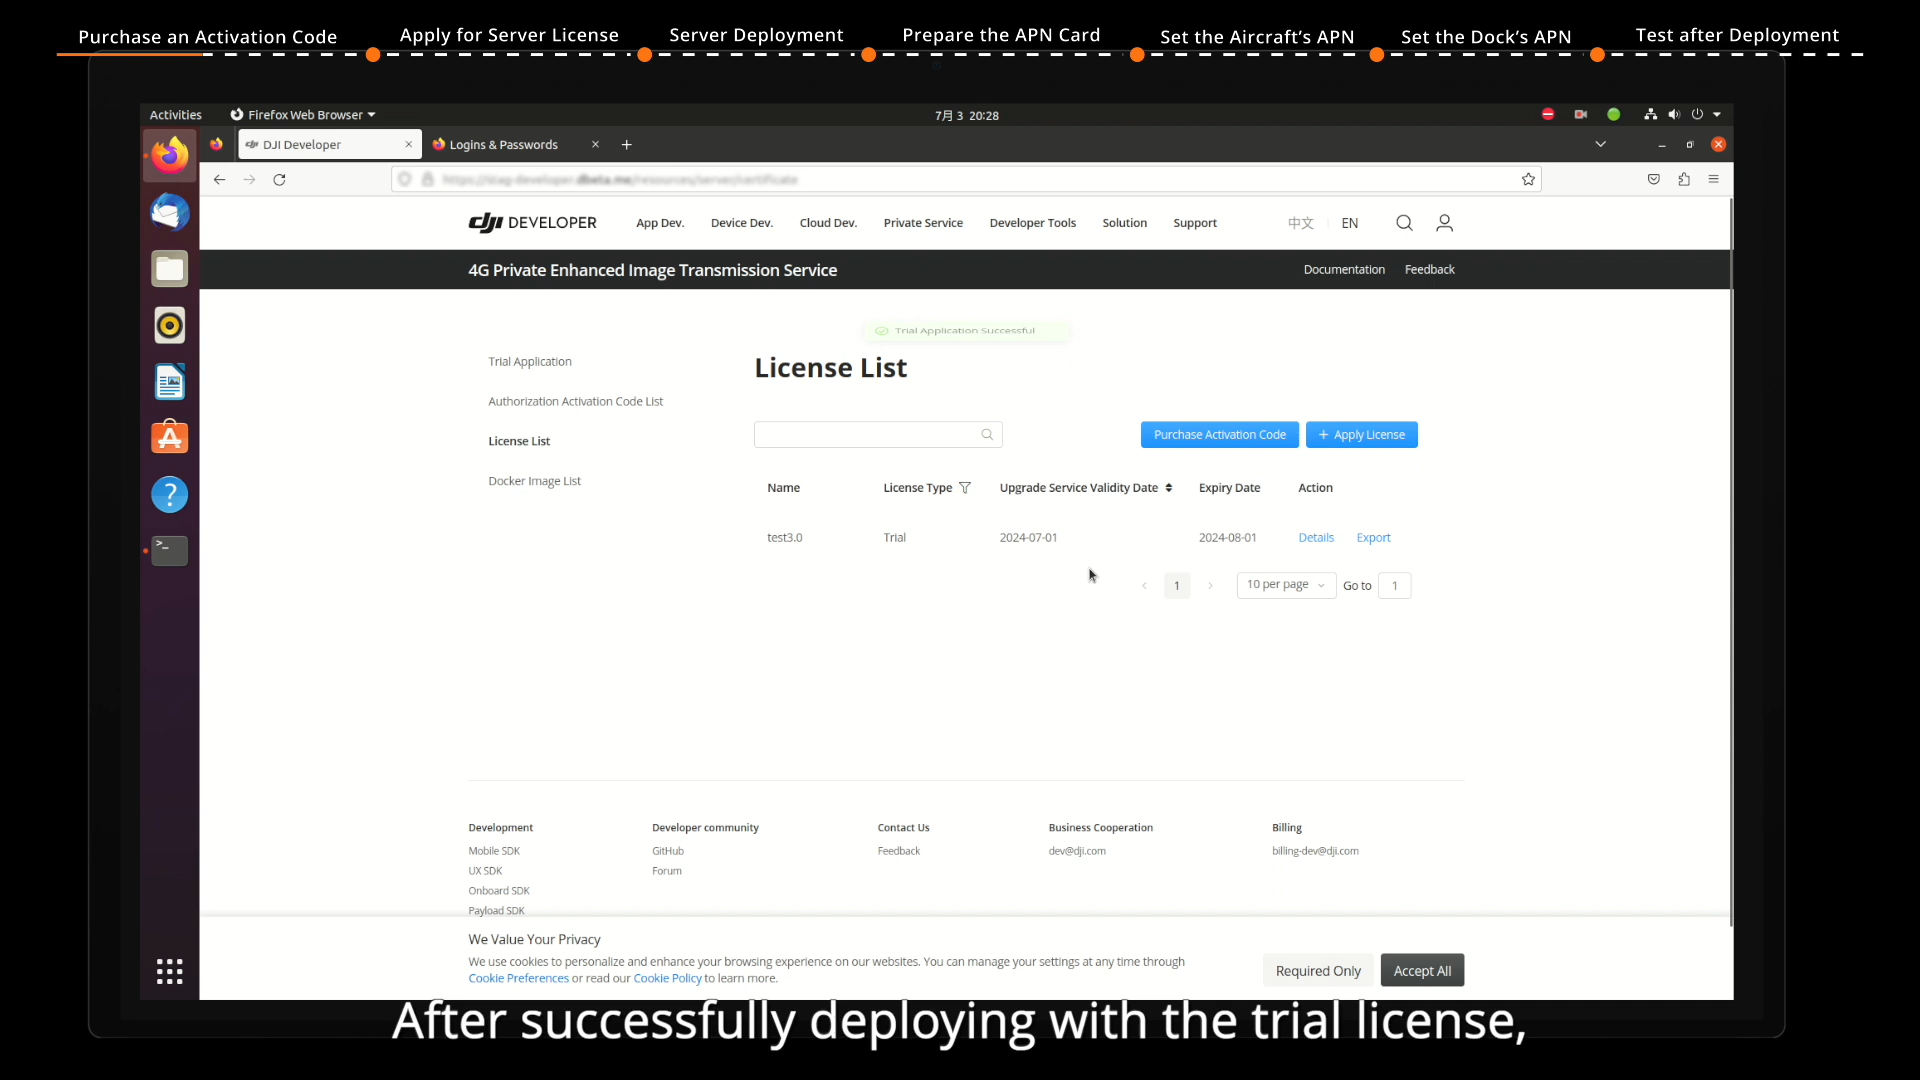 Purchase an Activation Code
Apply for Server License
Server Deployment
Prepare the APN Card
Set the Aircraft's APN
Set the Dock's APN
Test after Deployment
Activities
Firefox Web Browser
7月 3 20:28
DJI Developer
Logins & Passwords
dji DEVELOPER
App Dev.
Device Dev.
Cloud Dev.
Private Service
Developer Tools
Solution
Support
中文
EN
4G Private Enhanced Image Transmission Service
Documentation
Feedback
Trial Application Successful
Trial Application
Authorization Activation Code List
License List
Docker Image List
License List
Purchase Activation Code
+ Apply License
Name
License Type
Upgrade Service Validity Date
Expiry Date
Action
test3.0
Trial
2024-07-01
2024-08-01
Details
Export
1
10 per page
Go to
1
Development
Mobile SDK
UX SDK
Onboard SDK
Payload SDK
Developer community
GitHub
Forum
Contact Us
Feedback
Business Cooperation
dev@dji.com
Billing
billing-dev@dji.com
We Value Your Privacy
We use cookies to personalize and enhance your browsing experience on our websites. You can manage your settings at any time through
Cookie Preferences or read our Cookie Policy to learn more.
Required Only
Accept All
After successfully deploying with the trial license,